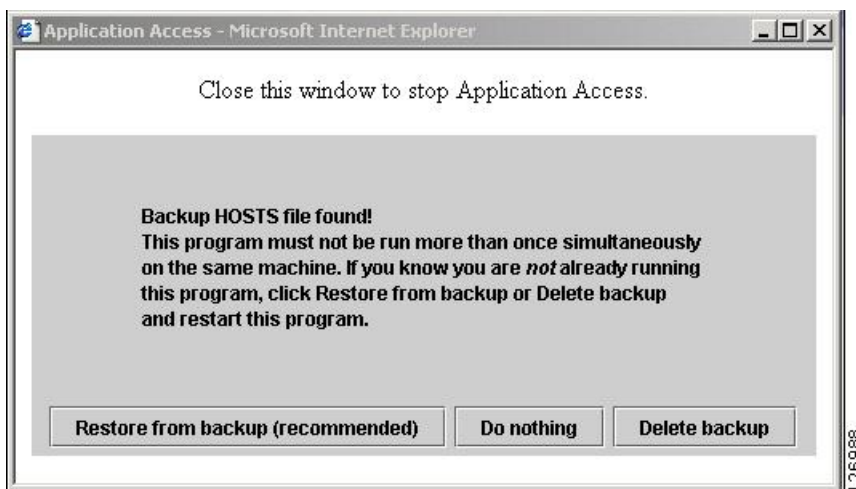 Application Access - Microsoft Internet Explorer
Close this window to stop Application Access.
Backup HOSTS file found!
This program must not be run more than once simultaneously
on the same machine. If you know you are not already running
this program, click Restore from backup or Delete backup
and restart this program.
Restore from backup (recommended)
Do nothing
Delete backup
126988